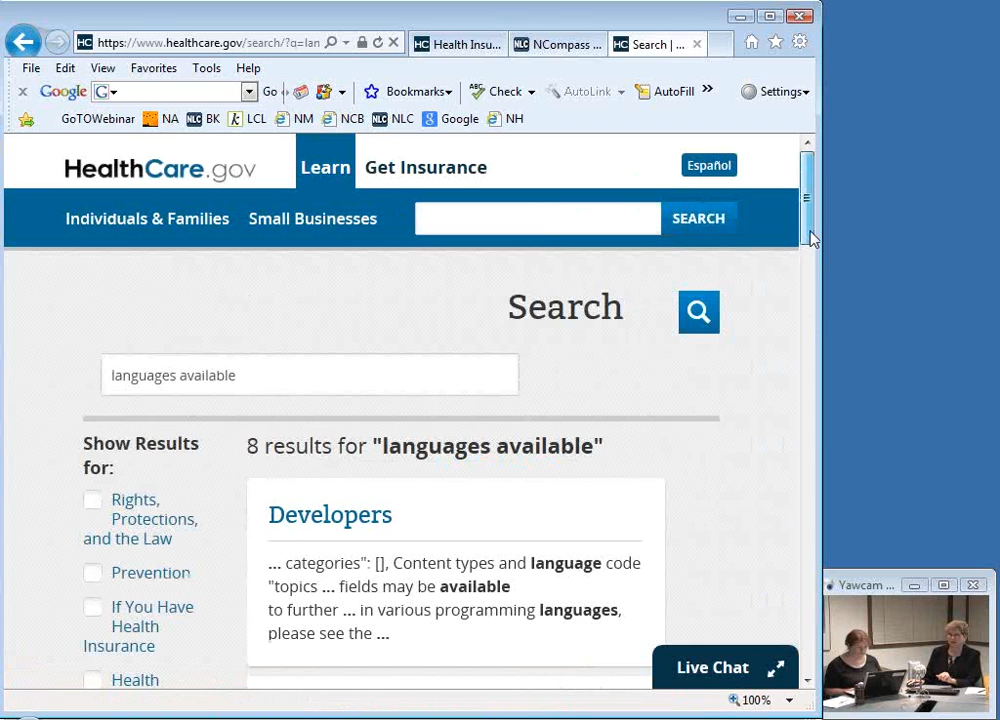 https://www.healthcare.gov/search/?q=lan
Health Insu...
NCompass ...
Search | ...
File Edit View Favorites Tools Help
Google G Go Bookmarks Check AutoLink AutoFill » Settings
GoTOWebinar NA BK LCL NM NCB NLC Google NH
HealthCare.gov Learn Get Insurance Español
Individuals & Families Small Businesses SEARCH
Search
languages available
Show Results for:
8 results for "languages available"
Rights,
Protections,
and the Law
Prevention
If You Have
Health
Insurance
Health
Developers
... categories": [], Content types and language code
"topics ... fields may be available
to further ... in various programming languages,
please see the ...
Live Chat
100%
Yawcam ...